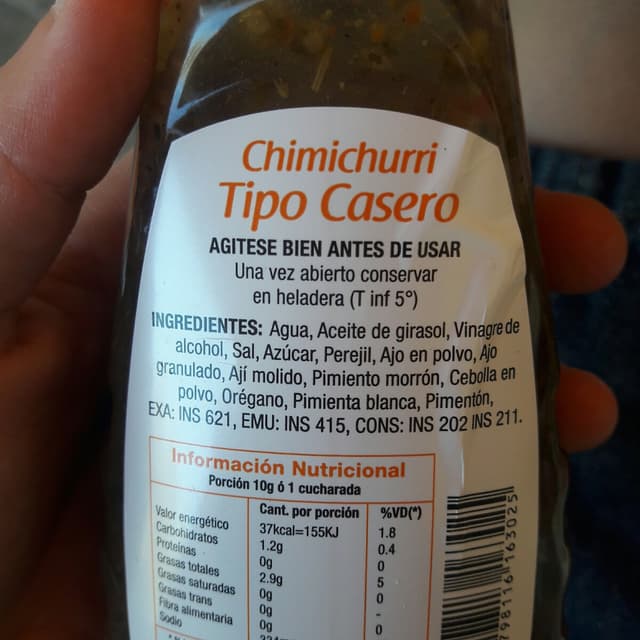 Chimichurri
Tipo Casero
AGITESE BIEN ANTES DE USAR
Una vez abierto conservar
en heladera (T inf 5°)
INGREDIENTES: Agua, Aceite de girasol, Vinagre de
alcohol, Sal, Azúcar, Perejil, Ajo en polvo, Ajo
granulado, Ají molido, Pimiento morrón, Cebolla en
polvo, Orégano, Pimienta blanca, Pimentón,
EXA: INS 621, EMU: INS 415, CONS: INS 202 INS 211.
Información Nutricional
Porción 10g ó 1 cucharada
Cant. por porción %VD(*)
Valor energético 37kcal=155KJ 1.8
Carbohidratos 1.2g 0.4
Proteínas 0g 0
Grasas totales 2.9g 5
Grasas saturadas 0g 0
Grasas trans 0g -
Fibra alimentaria 0g 0
Sodio
798116 163025